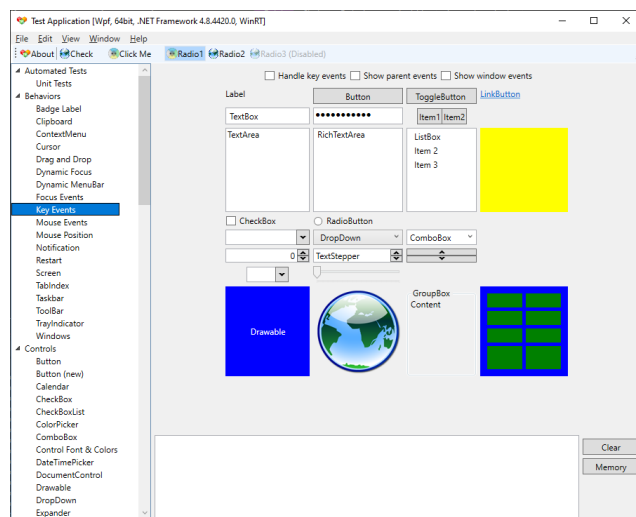 Test Application [Wpf, 64bit, .NET Framework 4.8.4420.0, WinRT]
File Edit View Window Help
About Check Click Me Radio1 Radio2 Radio3 (Disabled)
Automated Tests
Unit Tests
Behaviors
Badge Label
Clipboard
ContextMenu
Cursor
Drag and Drop
Dynamic Focus
Dynamic MenuBar
Focus Events
Key Events
Mouse Events
Mouse Position
Notification
Restart
Screen
TabIndex
Taskbar
ToolBar
TrayIndicator
Windows
Controls
Button
Button (new)
Calendar
CheckBox
CheckBoxList
ColorPicker
ComboBox
Control Font & Colors
DateTimePicker
DocumentControl
Drawable
DropDown
Expander
Handle key events Show parent events Show window events
Label Button ToggleButton LinkButton
TextBox Item1 Item2
TextArea RichTextArea ListBox
Item 2
Item 3
CheckBox RadioButton
DropDown ComboBox
0 TextStepper
Drawable
GroupBox
Content
Clear
Memory